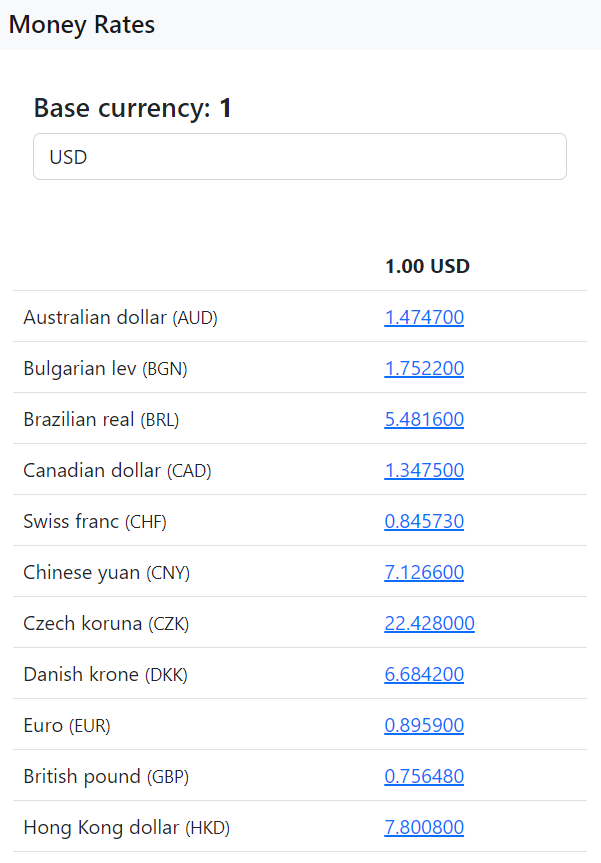 Money Rates
Base currency: 1
USD
1.00 USD
Australian dollar (AUD) 1.474700
Bulgarian lev (BGN) 1.752200
Brazilian real (BRL) 5.481600
Canadian dollar (CAD) 1.347500
Swiss franc (CHF) 0.845730
Chinese yuan (CNY) 7.126600
Czech koruna (CZK) 22.428000
Danish krone (DKK) 6.684200
Euro (EUR) 0.895900
British pound (GBP) 0.756480
Hong Kong dollar (HKD) 7.800800